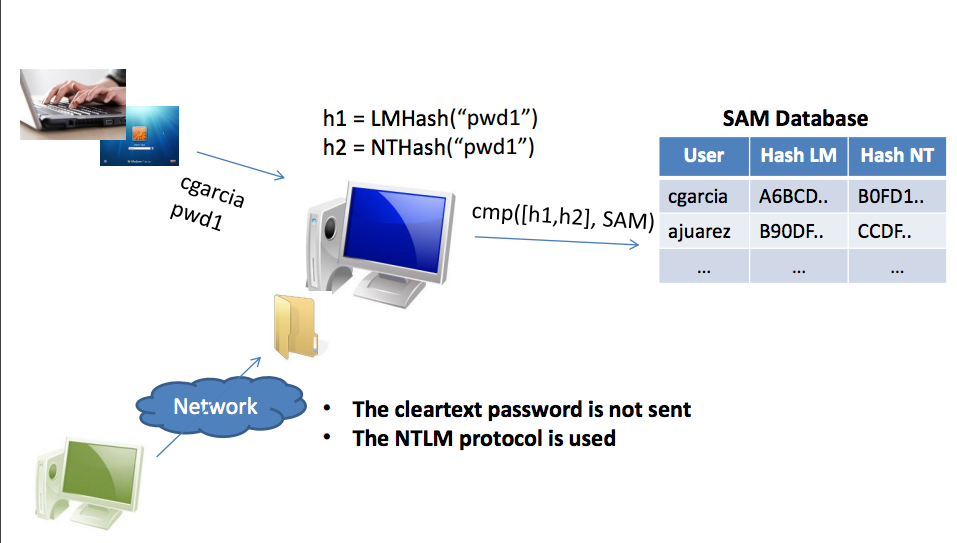 h1 = LMHash(“pwd1”)
h2 = NTHash(“pwd1”)
SAM Database
User Hash LM Hash NT
cgarcia A6BCD.. B0FD1..
ajuarez B90DF.. CCDF..
... ... ...
cgarcia
pwd1
cmp([h1,h2], SAM)
Network
• The cleartext password is not sent
• The NTLM protocol is used